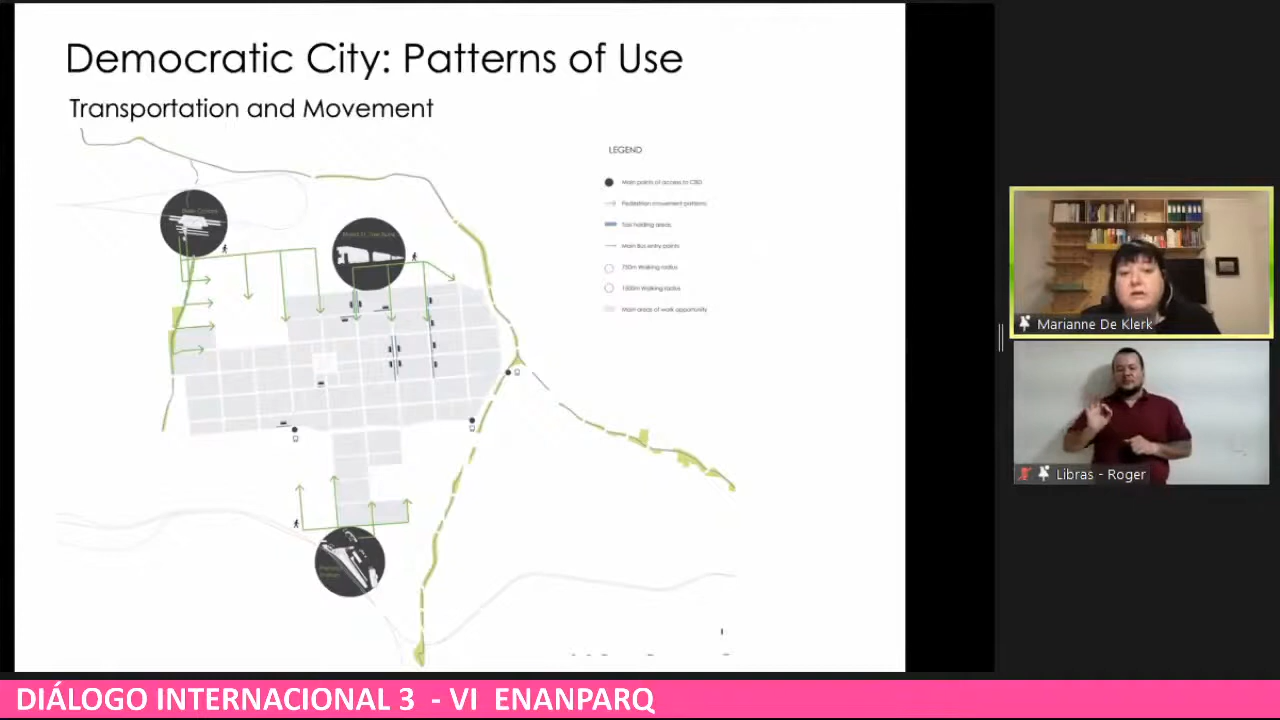 Democratic City: Patterns of Use
Transportation and Movement
LEGEND
Main points of access to CBD
Pedestrian movement patterns
Taxi holding areas
Main Bus entry points
750m Walking radius
1500m Walking radius
Main areas of work opportunity
Marianne De Klerk
Libras - Roger
DIÁLOGO INTERNACIONAL 3 - VI ENANPARQ